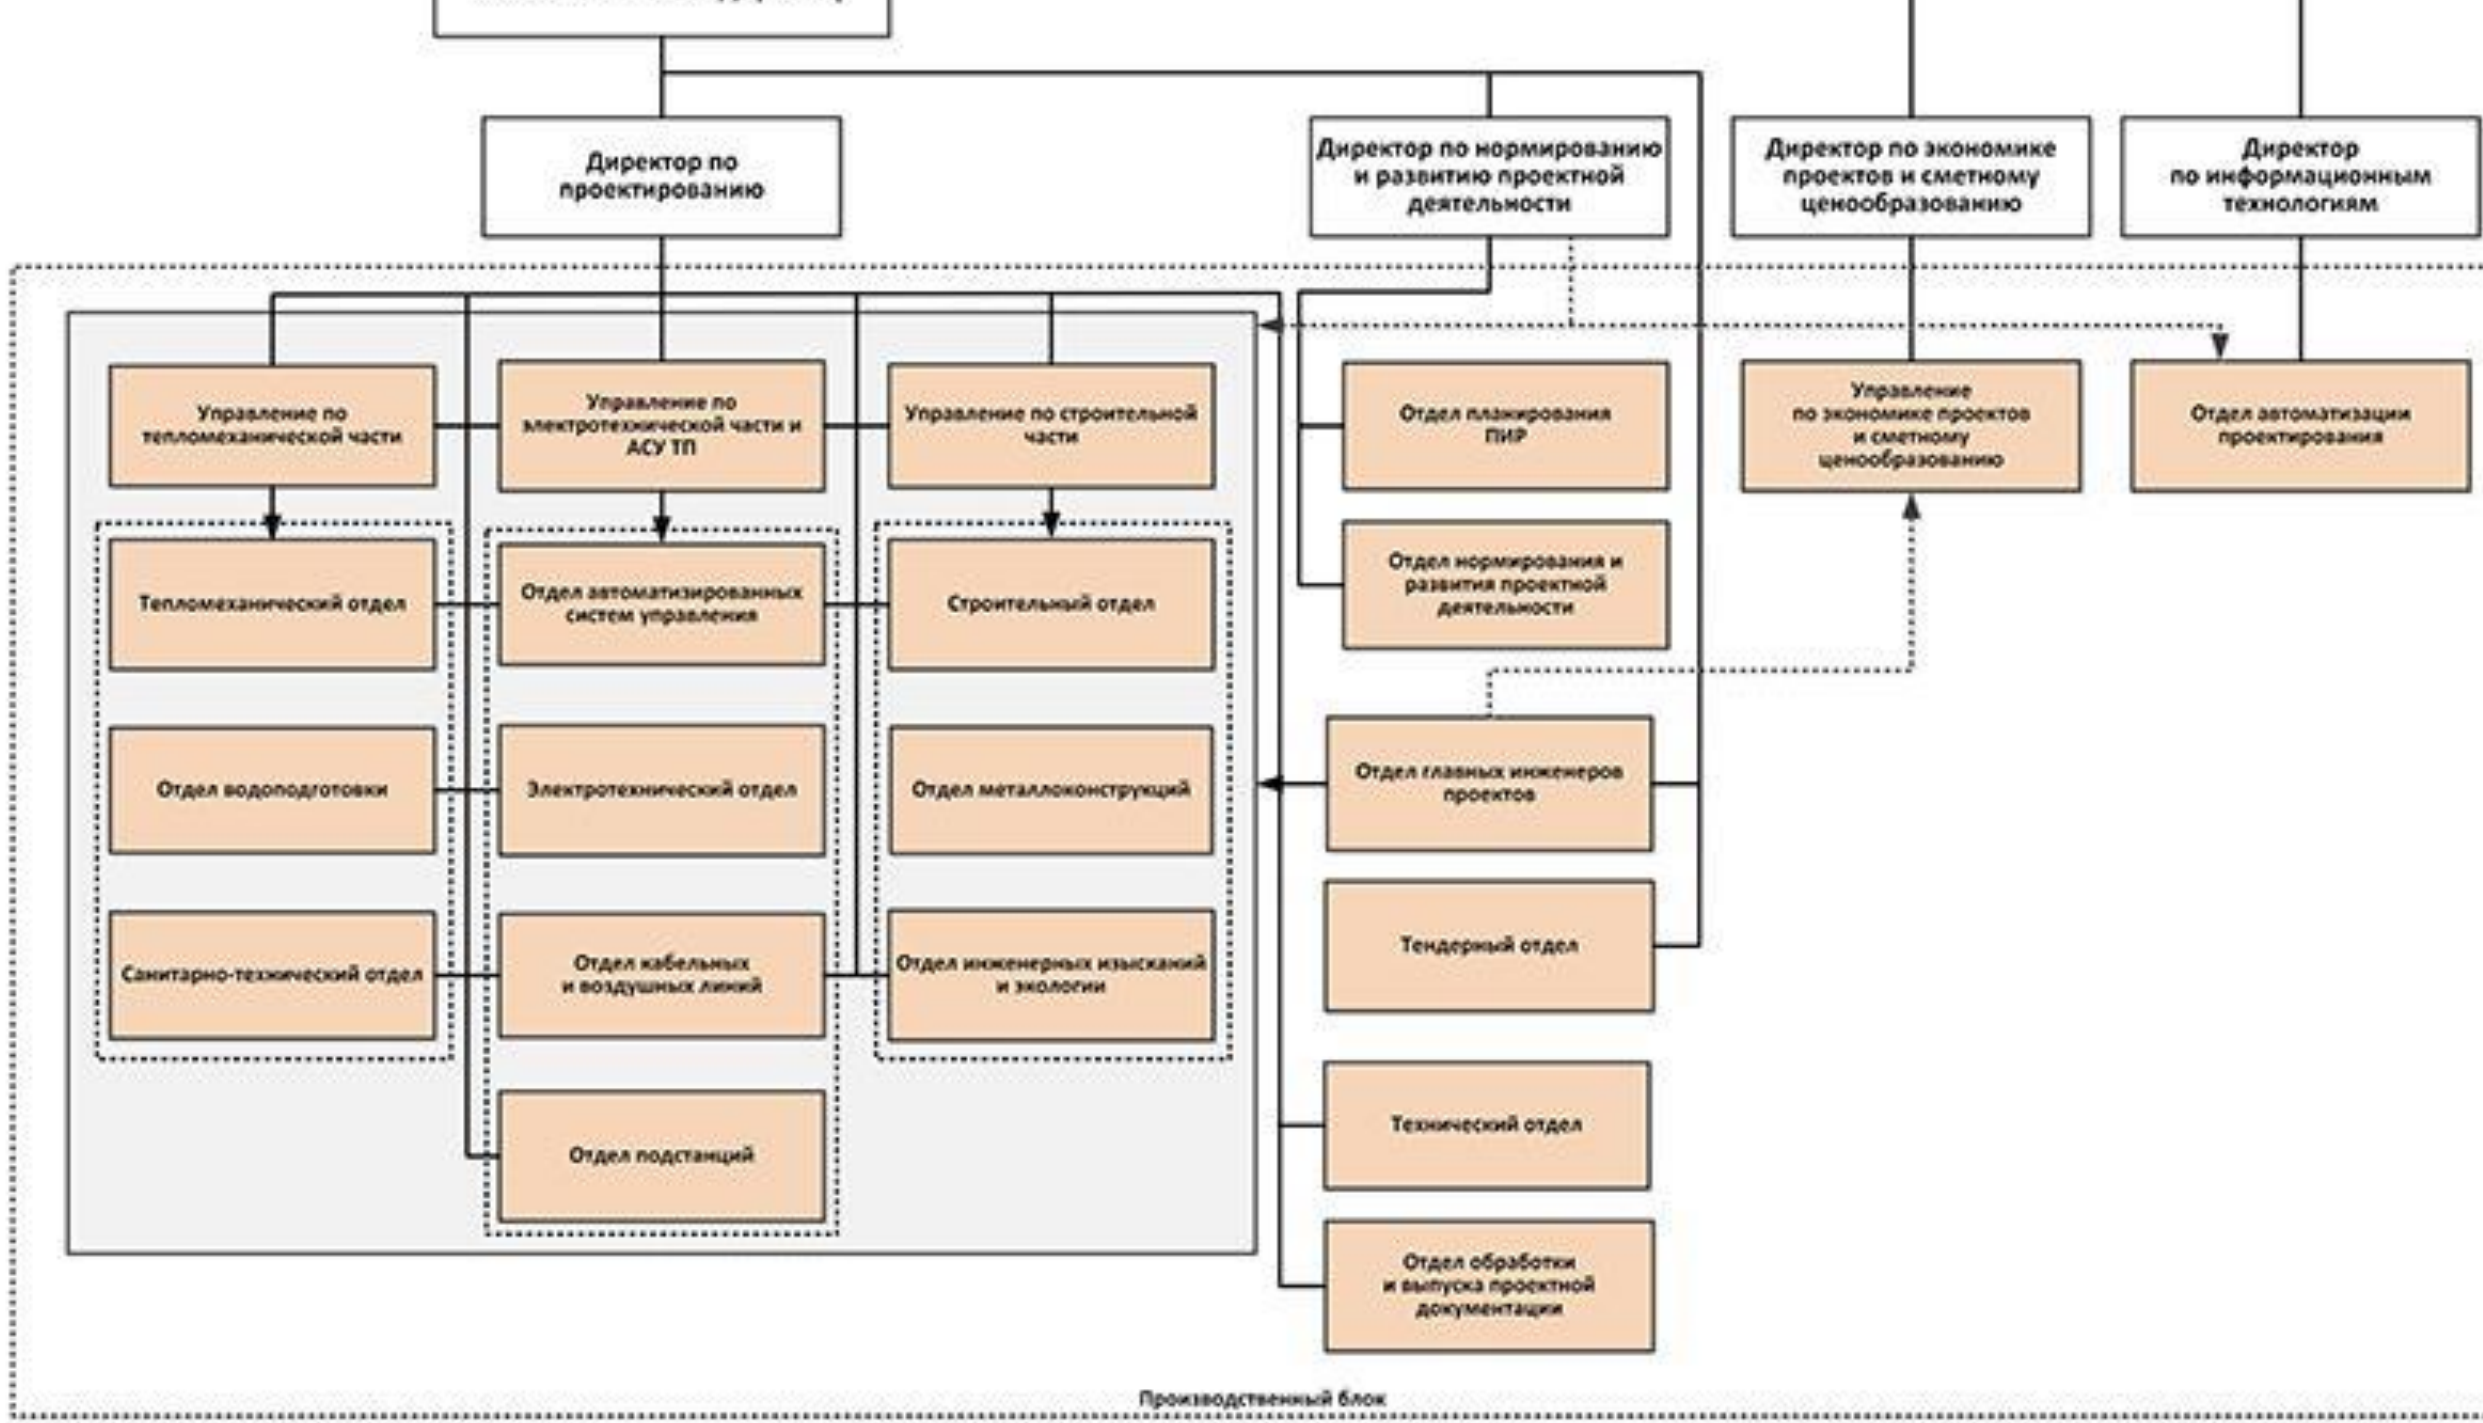 Директор по
проектированию
Директор по нормированию
и развитию проектной
деятельности
Директор по экономике
проектов и сметному
ценообразованию
Директор
по информационным
технологиям
Управление по
тепломеханической части
Управление по
электротехнической части и
АСУ ТП
Управление по строительной
части
Отдел планирования
ПИР
Управление
по экономике проектов
и сметному
ценообразованию
Отдел автоматизации
проектирования
Тепломеханический отдел
Отдел автоматизированных
систем управления
Строительный отдел
Отдел нормирования и
развития проектной
деятельности
Отдел водоподготовки
Электротехнический отдел
Отдел металлоконструкций
Отдел главных инженеров
проектов
Санитарно-технический отдел
Отдел кабельных
и воздушных линий
Отдел инженерных изысканий
и экологии
Тендерный отдел
Отдел подстанций
Технический отдел
Отдел обработки
и выпуска проектной
документации
Производственный блок